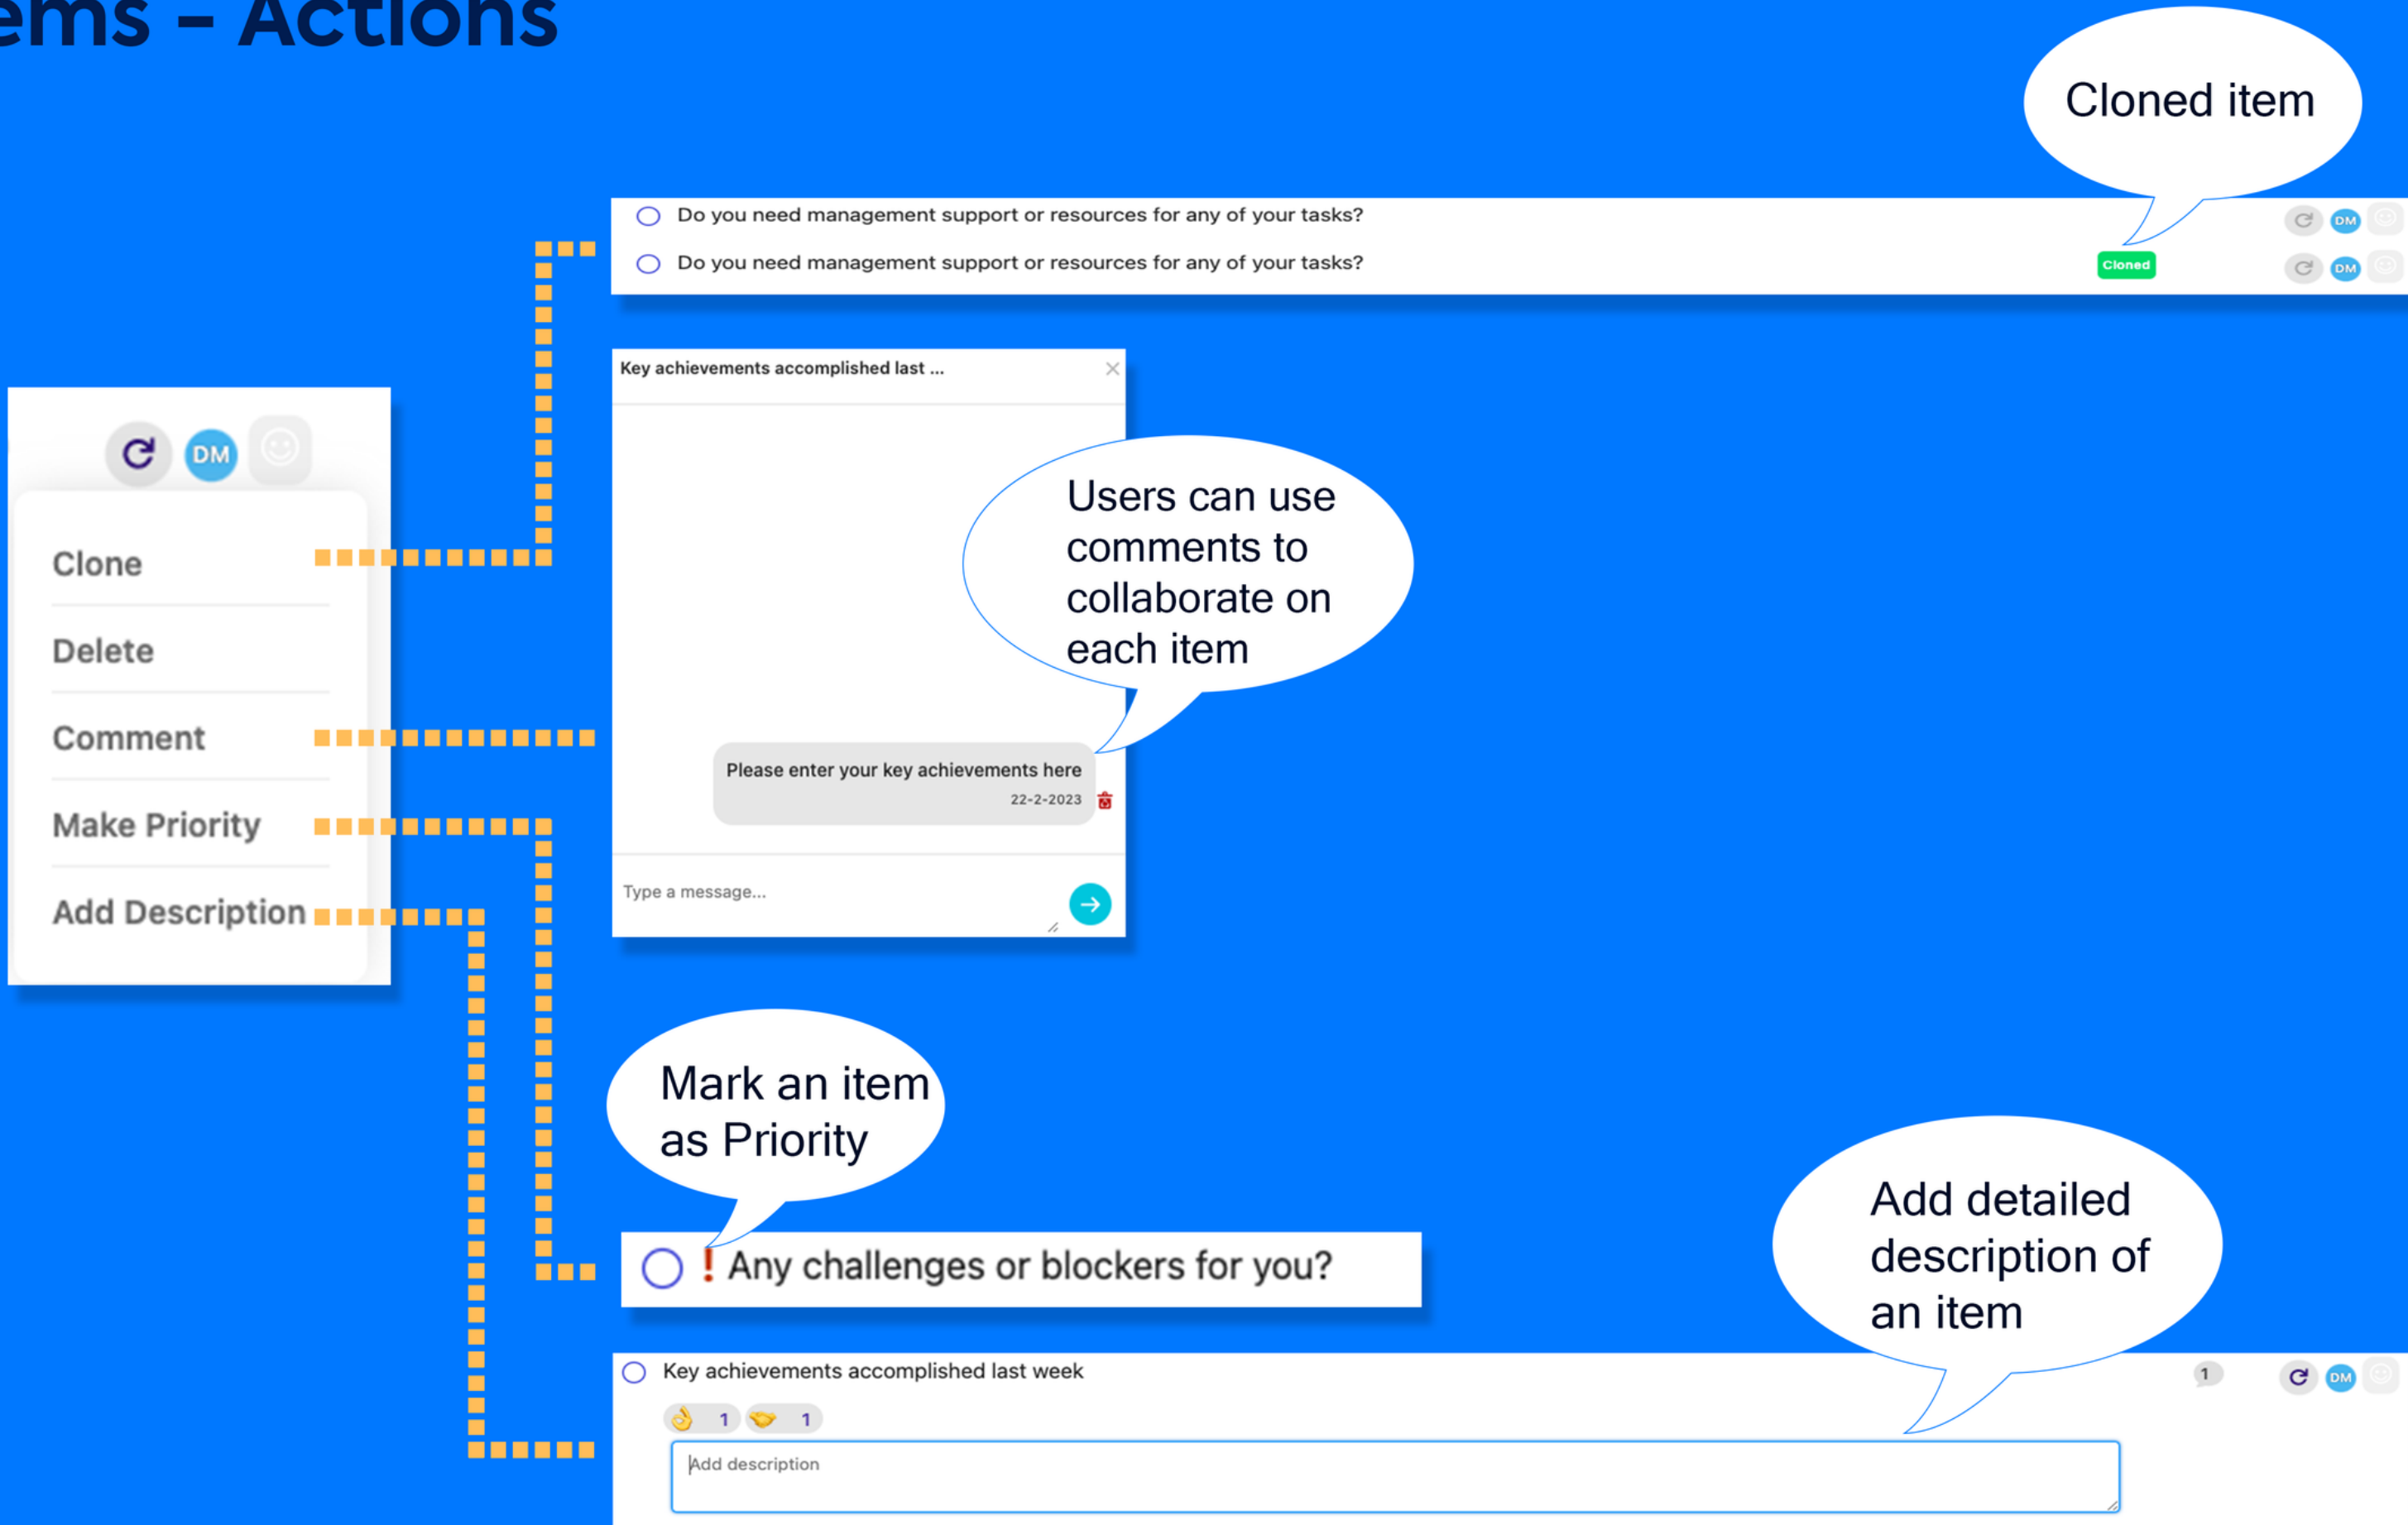 ems - Actions
Cloned item
Do you need management support or resources for any of your tasks?
DM
Do you need management support or resources for any of your tasks?
Cloned
DM
DM
Clone
Delete
Comment
Make Priority
Add Description
Key achievements accomplished last ...
Users can use
comments to
collaborate on
each item
Please enter your key achievements here
22-2-2023
Type a message...
Mark an item
as Priority
! Any challenges or blockers for you?
Add detailed
description of
an item
Key achievements accomplished last week
1
DM
1 1
Add description